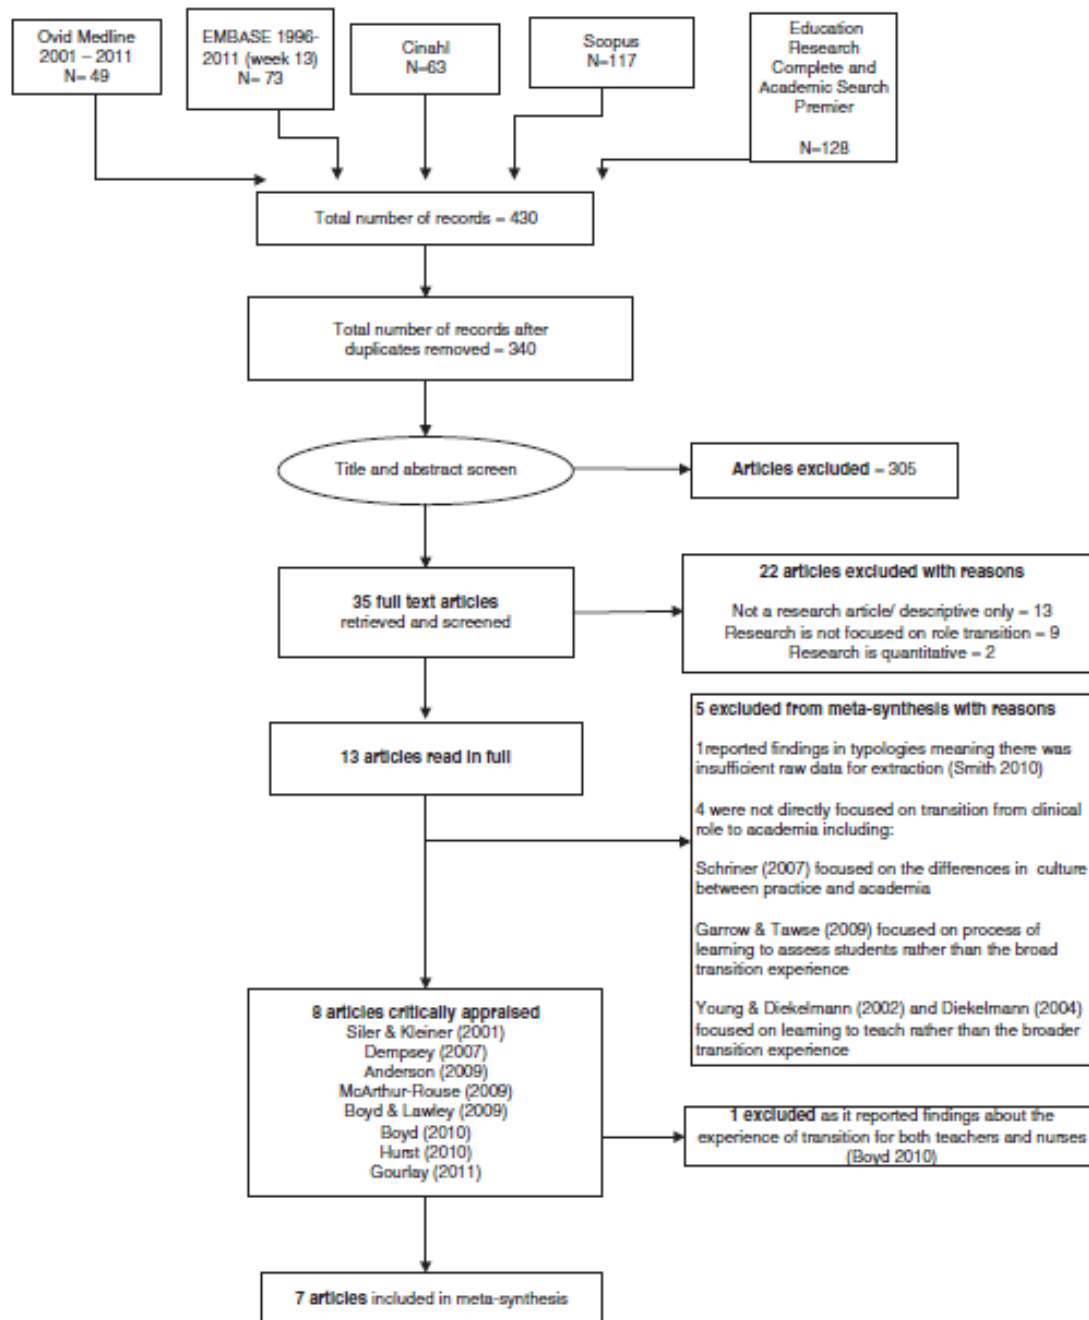 Ovid Medline
2001 – 2011
N= 49
EMBASE 1996-
2011 (week 13)
N= 73
Cinahl
N=63
Scopus
N=117
Education
Research
Complete and
Academic Search
Premier
N=128
Total number of records = 430
Total number of records after
duplicates removed = 340
Title and abstract screen
Articles excluded = 305
35 full text articles
retrieved and screened
22 articles excluded with reasons
Not a research article/ descriptive only = 13
Research is not focused on role transition = 9
Research is quantitative = 2
13 articles read in full
5 excluded from meta-synthesis with reasons
1reported findings in typologies meaning there was
insufficient raw data for extraction (Smith 2010)
4 were not directly focused on transition from clinical
role to academia including:
Schriner (2007) focused on the differences in culture
between practice and academia
Garrow & Tawse (2009) focused on process of
learning to assess students rather than the broad
transition experience
Young & Diekelmann (2002) and Diekelmann (2004)
focused on learning to teach rather than the broader
transition experience
8 articles critically appraised
Siler & Kleiner (2001)
Dempsey (2007)
Anderson (2009)
McArthur-Rouse (2009)
Boyd & Lawley (2009)
Boyd (2010)
Hurst (2010)
Gourlay (2011)
1 excluded as it reported findings about the
experience of transition for both teachers and nurses
(Boyd 2010)
7 articles included in meta-synthesis